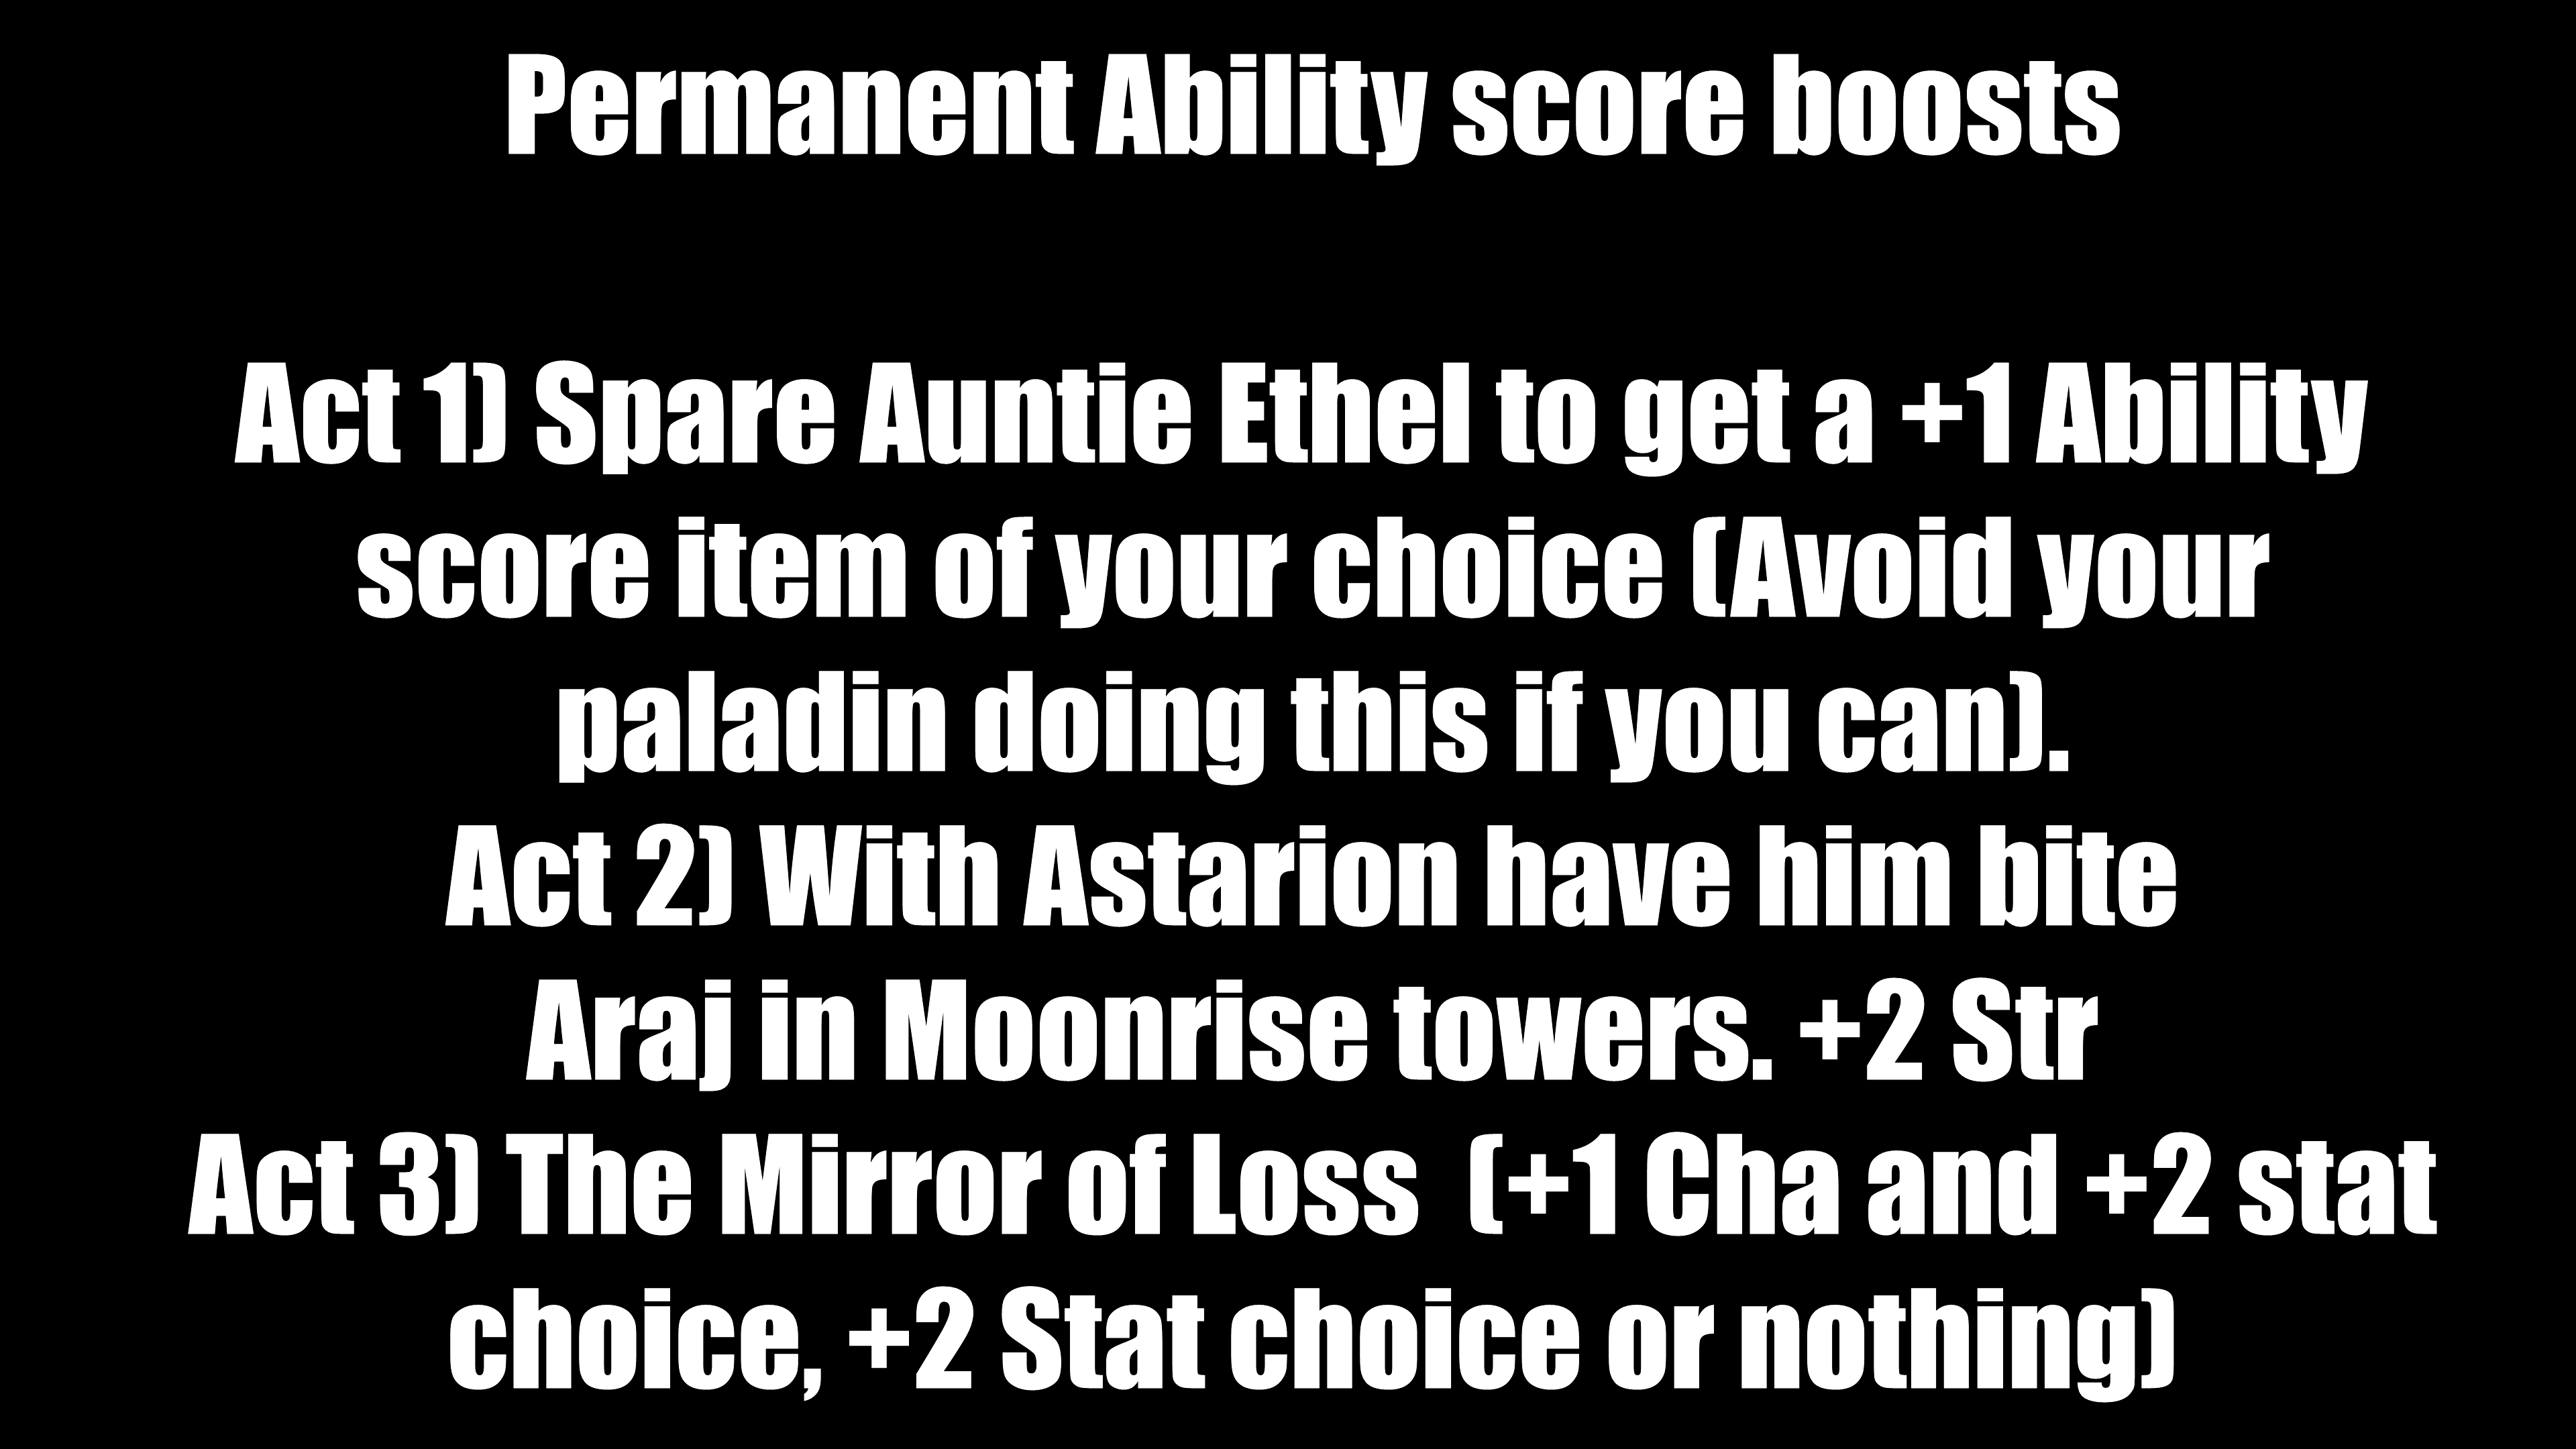 Permanent Ability score boosts
Act 1) Spare Auntie Ethel to get a +1 Ability
score item of your choice (Avoid your
paladin doing this if you can).
Act 2) With Astarion have him bite
Araj in Moonrise towers. +2 Str
Act 3) The Mirror of Loss  (+1 Cha and +2 stat
choice, +2 Stat choice or nothing)